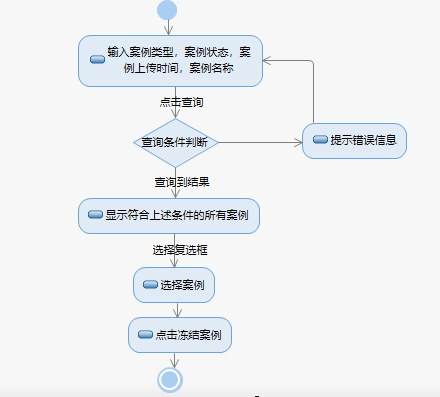 输入案例类型，案例状态，案
例上传时间，案例名称
点击查询
查询条件判断
提示错误信息
查询到结果
显示符合上述条件的所有案例
选择复选框
选择案例
点击冻结案例